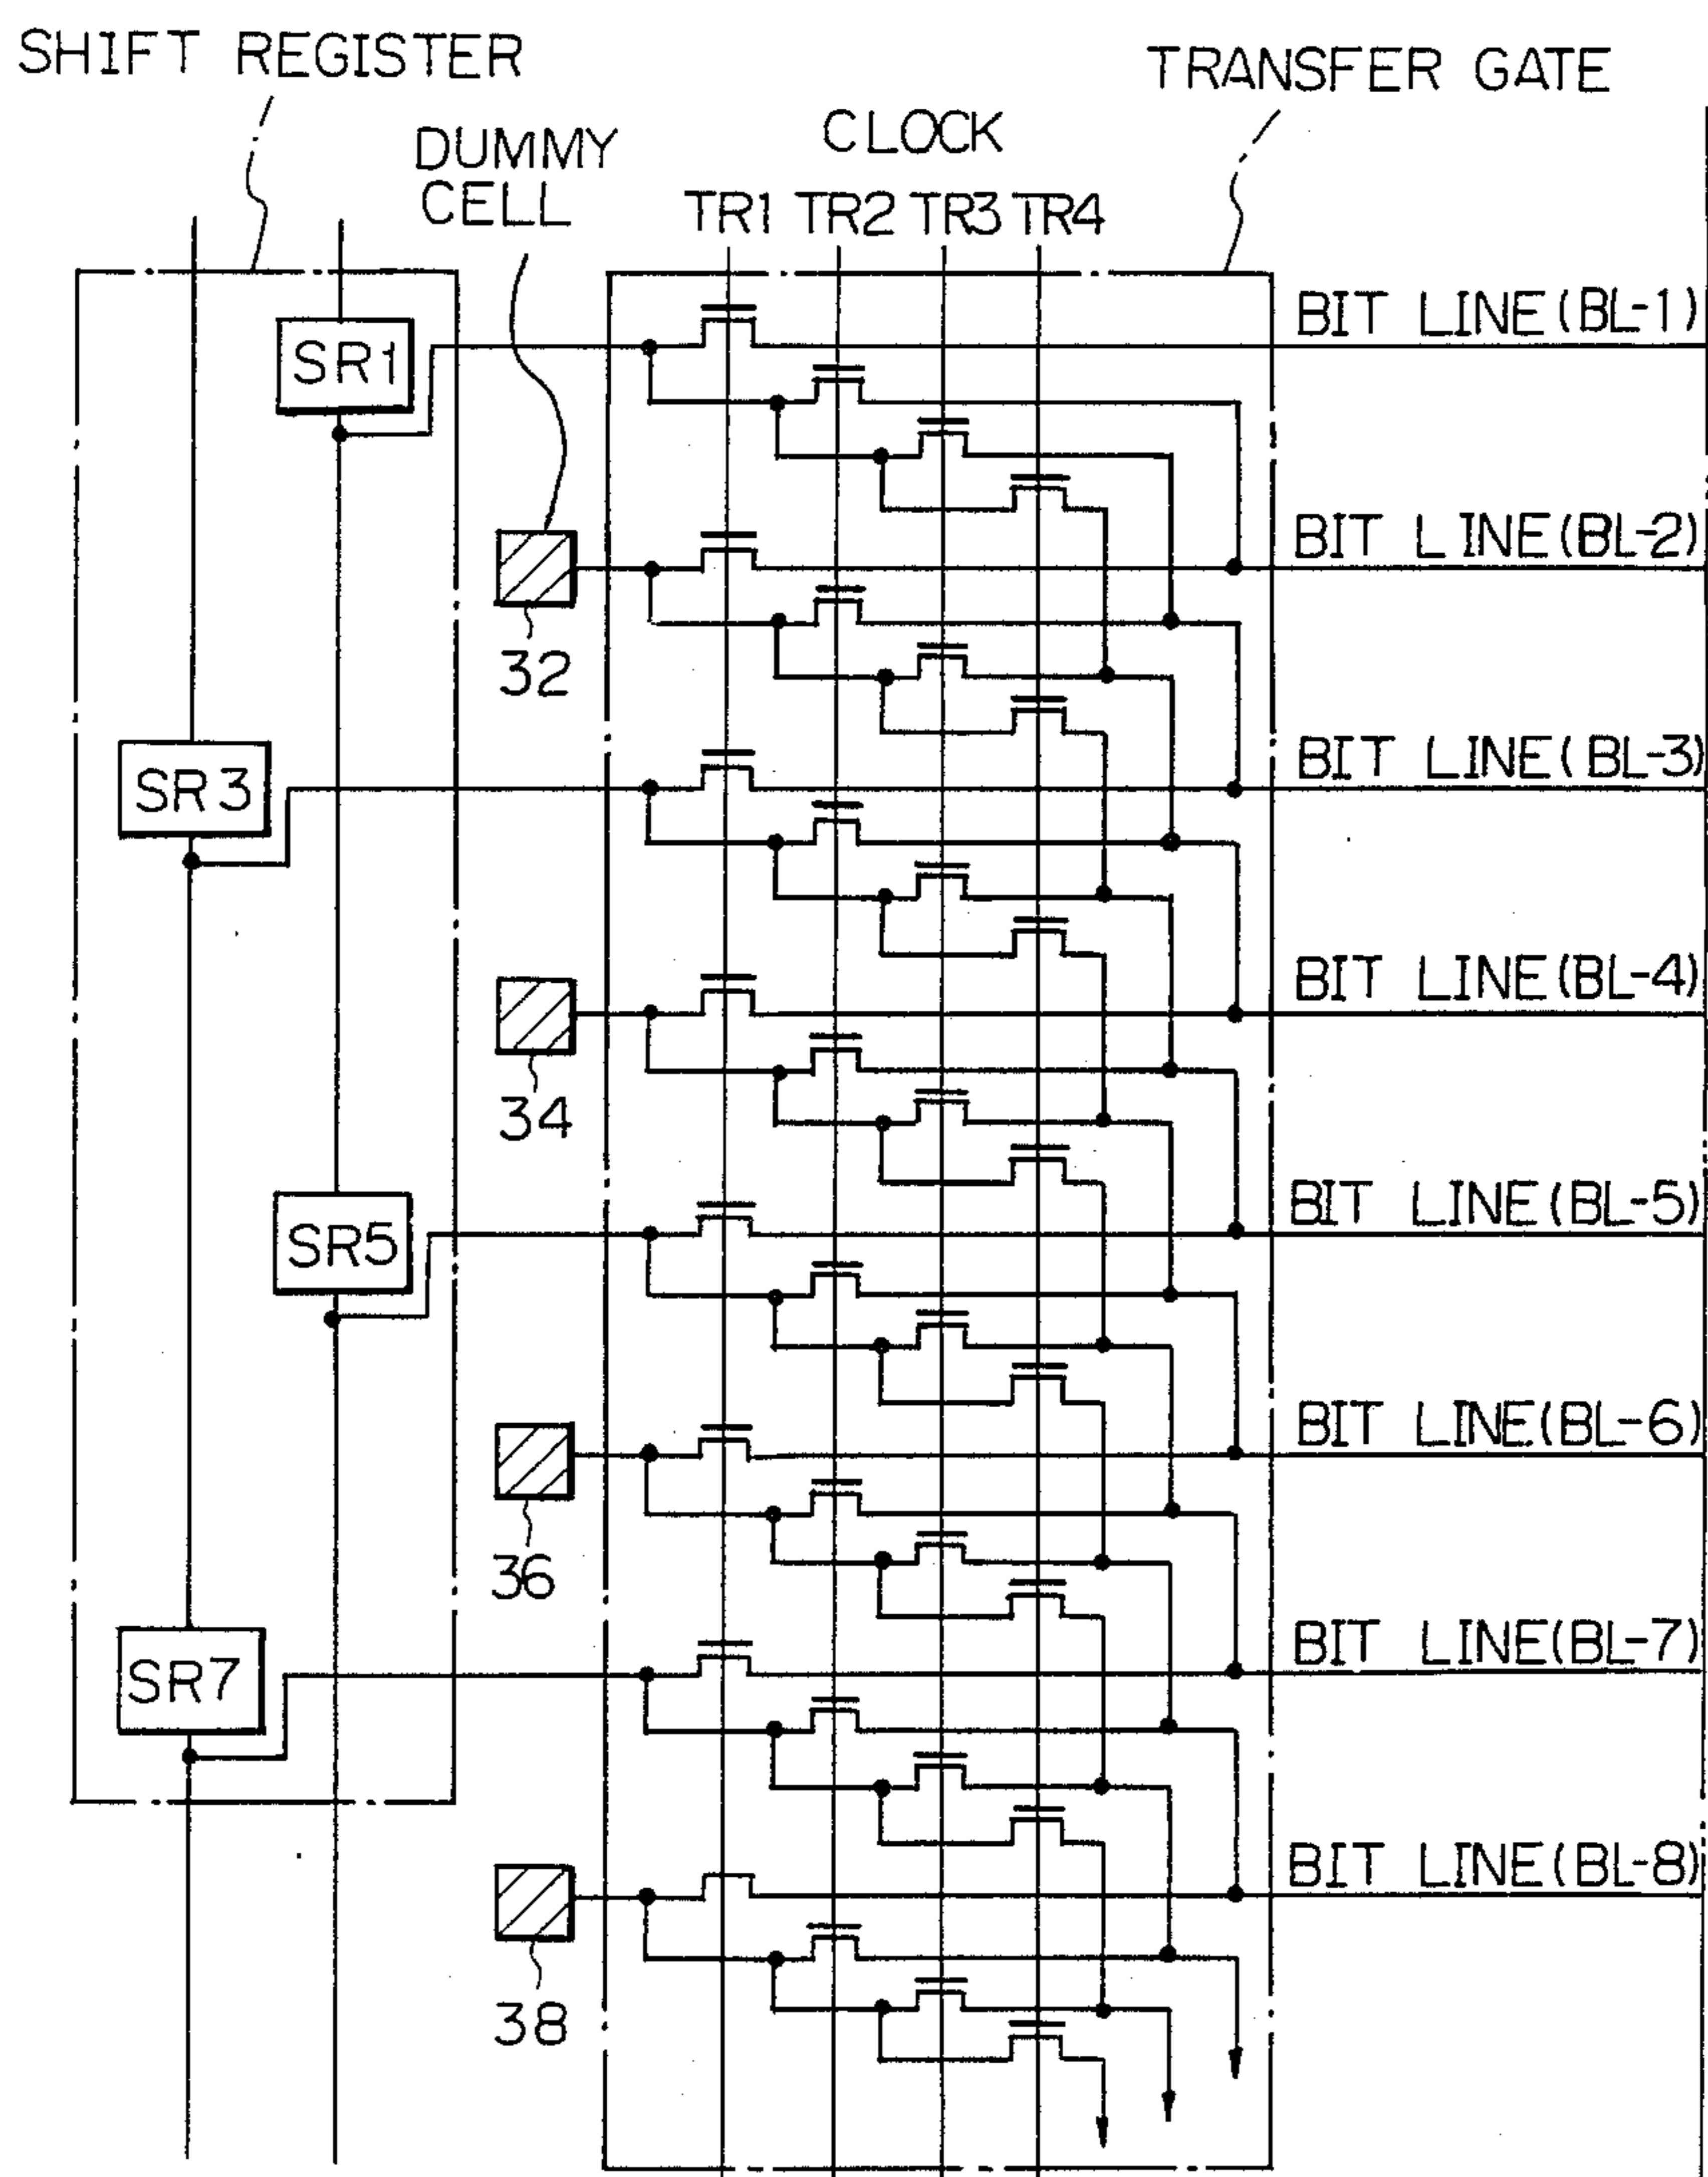 SHIFT REGISTER
TRANSFER GATE
DUMMY
CELL
CLOCK
TR1 TR2 TR3 TR4
SR1
BIT LINE(BL-1)
BIT LINE(BL-2)
32
SR3
BIT LINE(BL-3)
BIT LINE(BL-4)
34
SR5
BIT LINE(BL-5)
BIT LINE(BL-6)
36
SR7
BIT LINE(BL-7)
BIT LINE(BL-8)
38